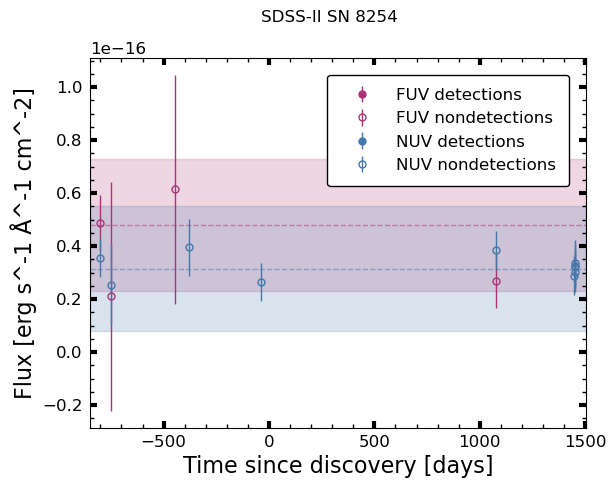 SDSS-II SN 8254
1e−16
FUV detections
FUV nondetections
NUV detections
NUV nondetections
1.0
0.8
0.6
0.4
0.2
0.0
−0.2
Flux [erg s^-1 Å^-1 cm^-2]
−500
0
500
1000
1500
Time since discovery [days]